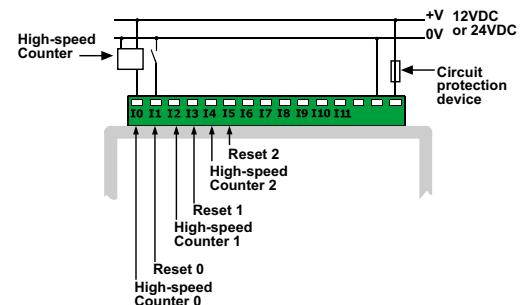 +V 12VDC
or 24VDC
0V
High-speed
Counter
Circuit
protection
device
I0 I1 I2 I3 I4 I5 I6 I7 I8 I9 I10 I11
Reset 2
High-speed
Counter 2
Reset 1
High-speed
Counter 1
Reset 0
High-speed
Counter 0